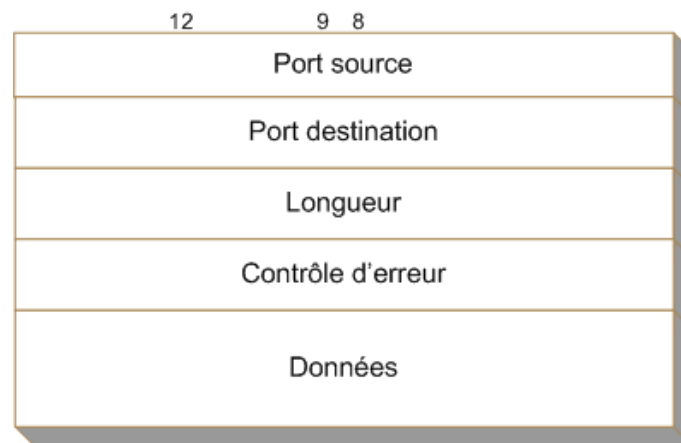 12 9 8
Port source
Port destination
Longueur
Contrôle d'erreur
Données